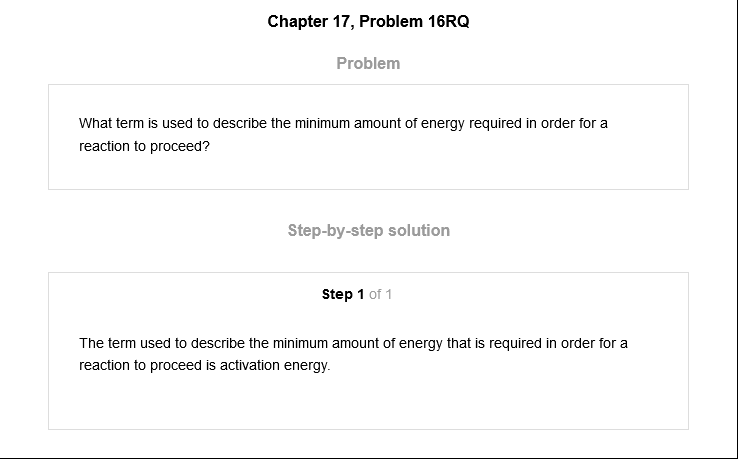 Chapter 17, Problem 16RQ
Problem
What term is used to describe the minimum amount of energy required in order for a
reaction to proceed?
Step-by-step solution
Step 1 of 1
The term used to describe the minimum amount of energy that is required in order for a
reaction to proceed is activation energy.